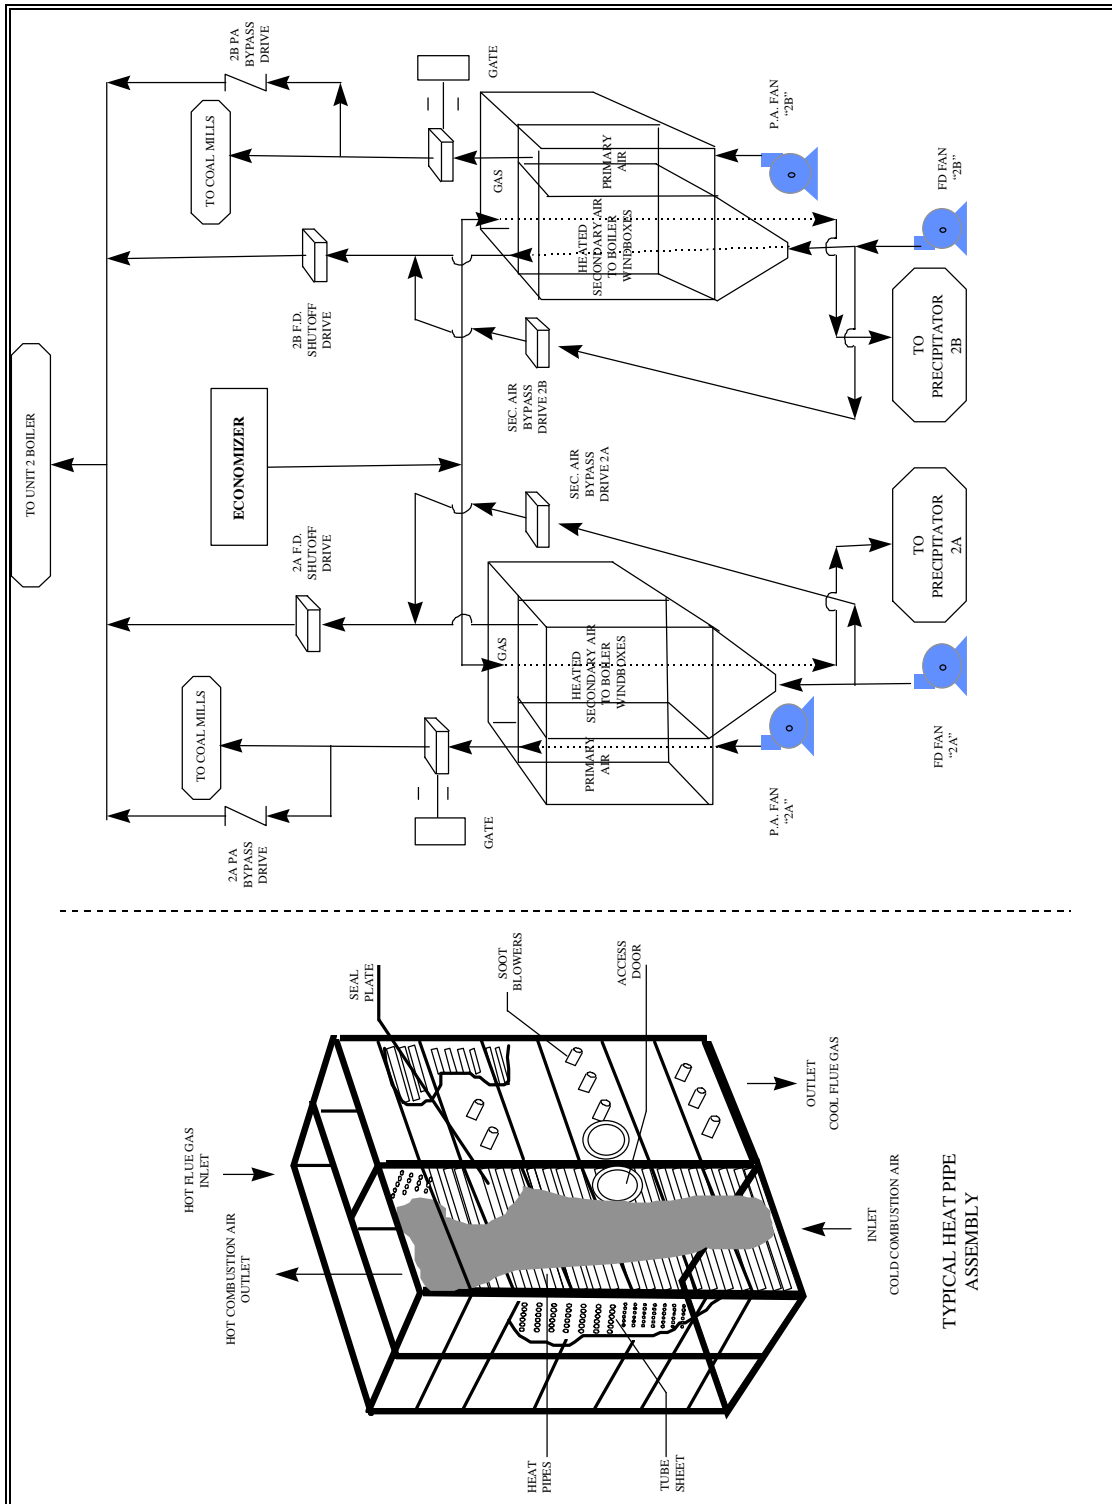 TO UNIT 2 BOILER
2B PA
BYPASS
DRIVE
TO COAL MILLS
GATE
P.A. FAN
“2B”
FD FAN
“2B”
GAS
PRIMARY
AIR
HEATED
SECONDARY AIR
TO BOILER
WINDBOXES
2B F.D.
SHUTOFF
DRIVE
SEC. AIR
BYPASS
DRIVE 2B
TO
PRECIPITATOR
2B
ECONOMIZER
SEC. AIR
BYPASS
DRIVE 2A
TO
PRECIPITATOR
2A
2A F.D.
SHUTOFF
DRIVE
GAS
HEATED
SECONDARY AIR
TO BOILER
WINDBOXES
PRIMARY
AIR
TO COAL MILLS
2A PA
BYPASS
DRIVE
GATE
P.A. FAN
“2A”
FD FAN
“2A”
SEAL
PLATE
SOOT
BLOWERS
ACCESS
DOOR
HOT FLUE GAS
INLET
HOT COMBUSTION AIR
OUTLET
OUTLET
COOL FLUE GAS
INLET
COLD COMBUSTION AIR
HEAT
PIPES
TUBE
SHEET
TYPICAL HEAT PIPE
ASSEMBLY